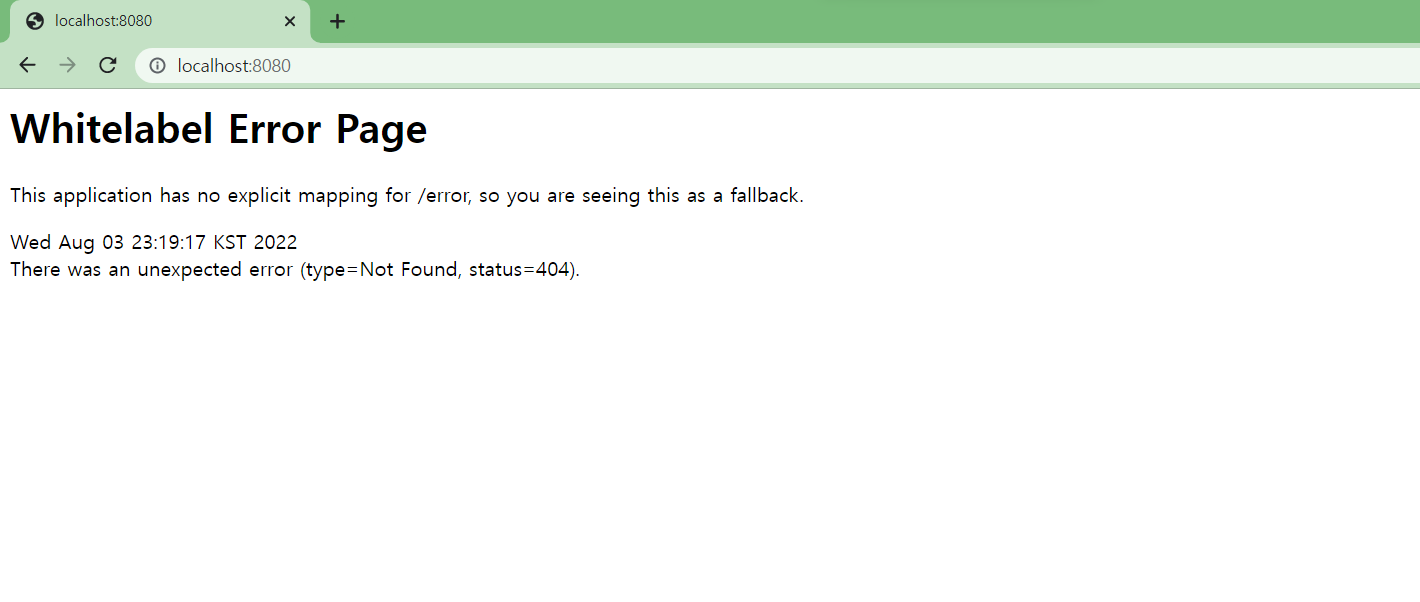 localhost:8080
localhost:8080
Whitelabel Error Page
This application has no explicit mapping for /error, so you are seeing this as a fallback.
Wed Aug 03 23:19:17 KST 2022
There was an unexpected error (type=Not Found, status=404).